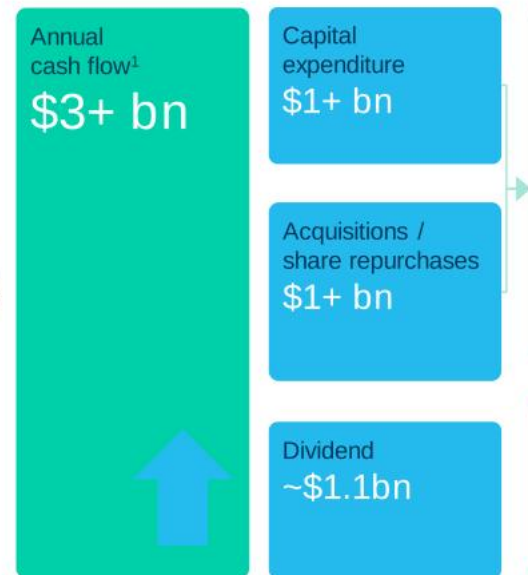 Annual
cash flow¹
$3+ bn
Capital
expenditure
$1+ bn
Acquisitions /
share repurchases
$1+ bn
Dividend
~$1.1bn